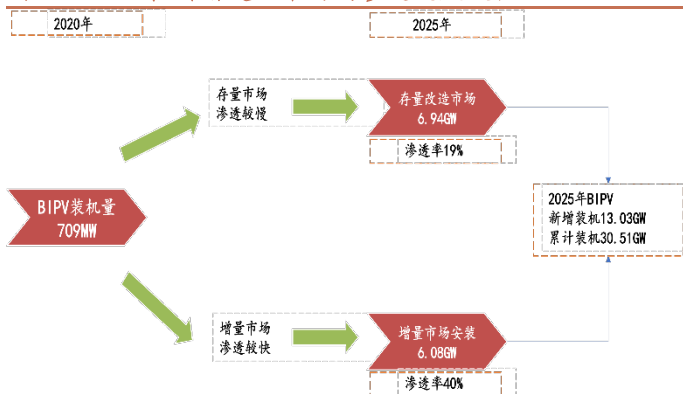 2020年
2025年
存量市场
渗透较慢
存量改造市场
6.94GW
渗透率19%
BIPV装机量
709MW
2025年BIPV
新增装机13.03GW
累计装机30.51GW
增量市场
渗透较快
增量市场安装
6.08GW
渗透率40%